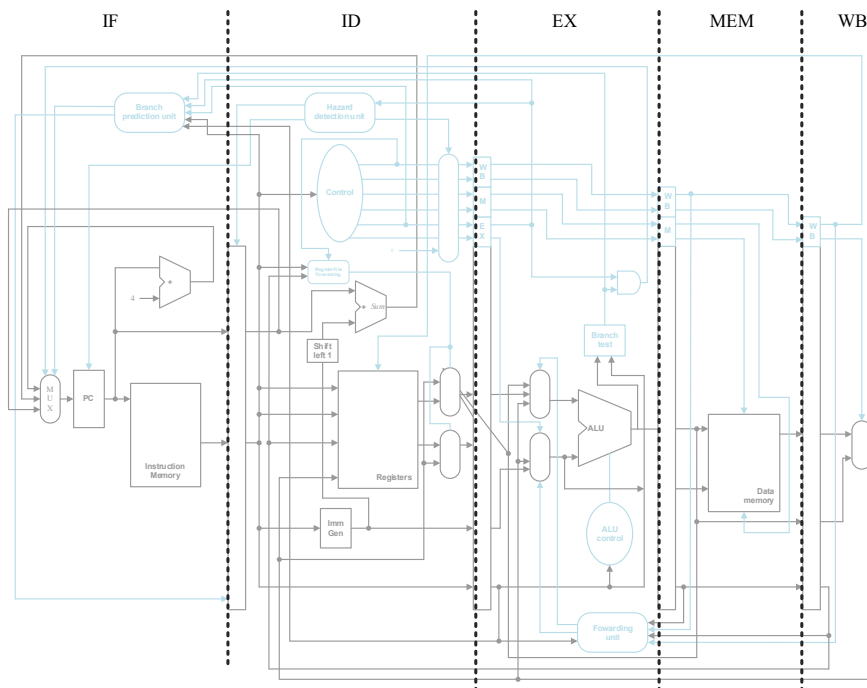 IF
ID
EX
MEM
WB
Branch
prediction unit
Hazard
detection unit
Control
W
B
M
E
X
W
B
M
W
B
4
+
+ Sum
Shift
left 1
Branch
test
M
U
X
PC
ALU
Instruction
Memory
Registers
Data
memory
Imm
Gen
ALU
control
Fowarding
unit